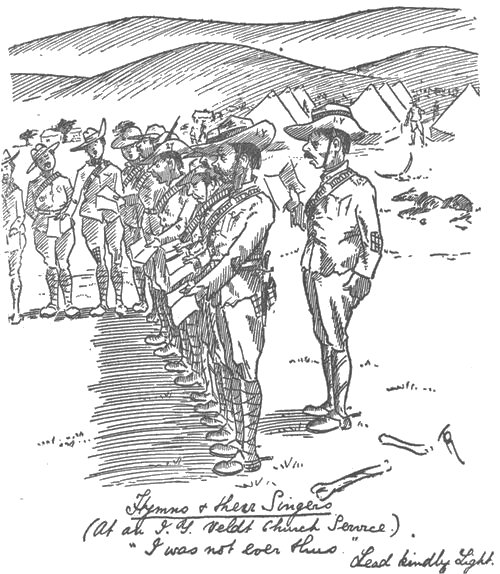 I Y
Hymns & their Singers
(At an I. Y. Veldt Church Service.)
"I was not ever thus."
Lead kindly Light.